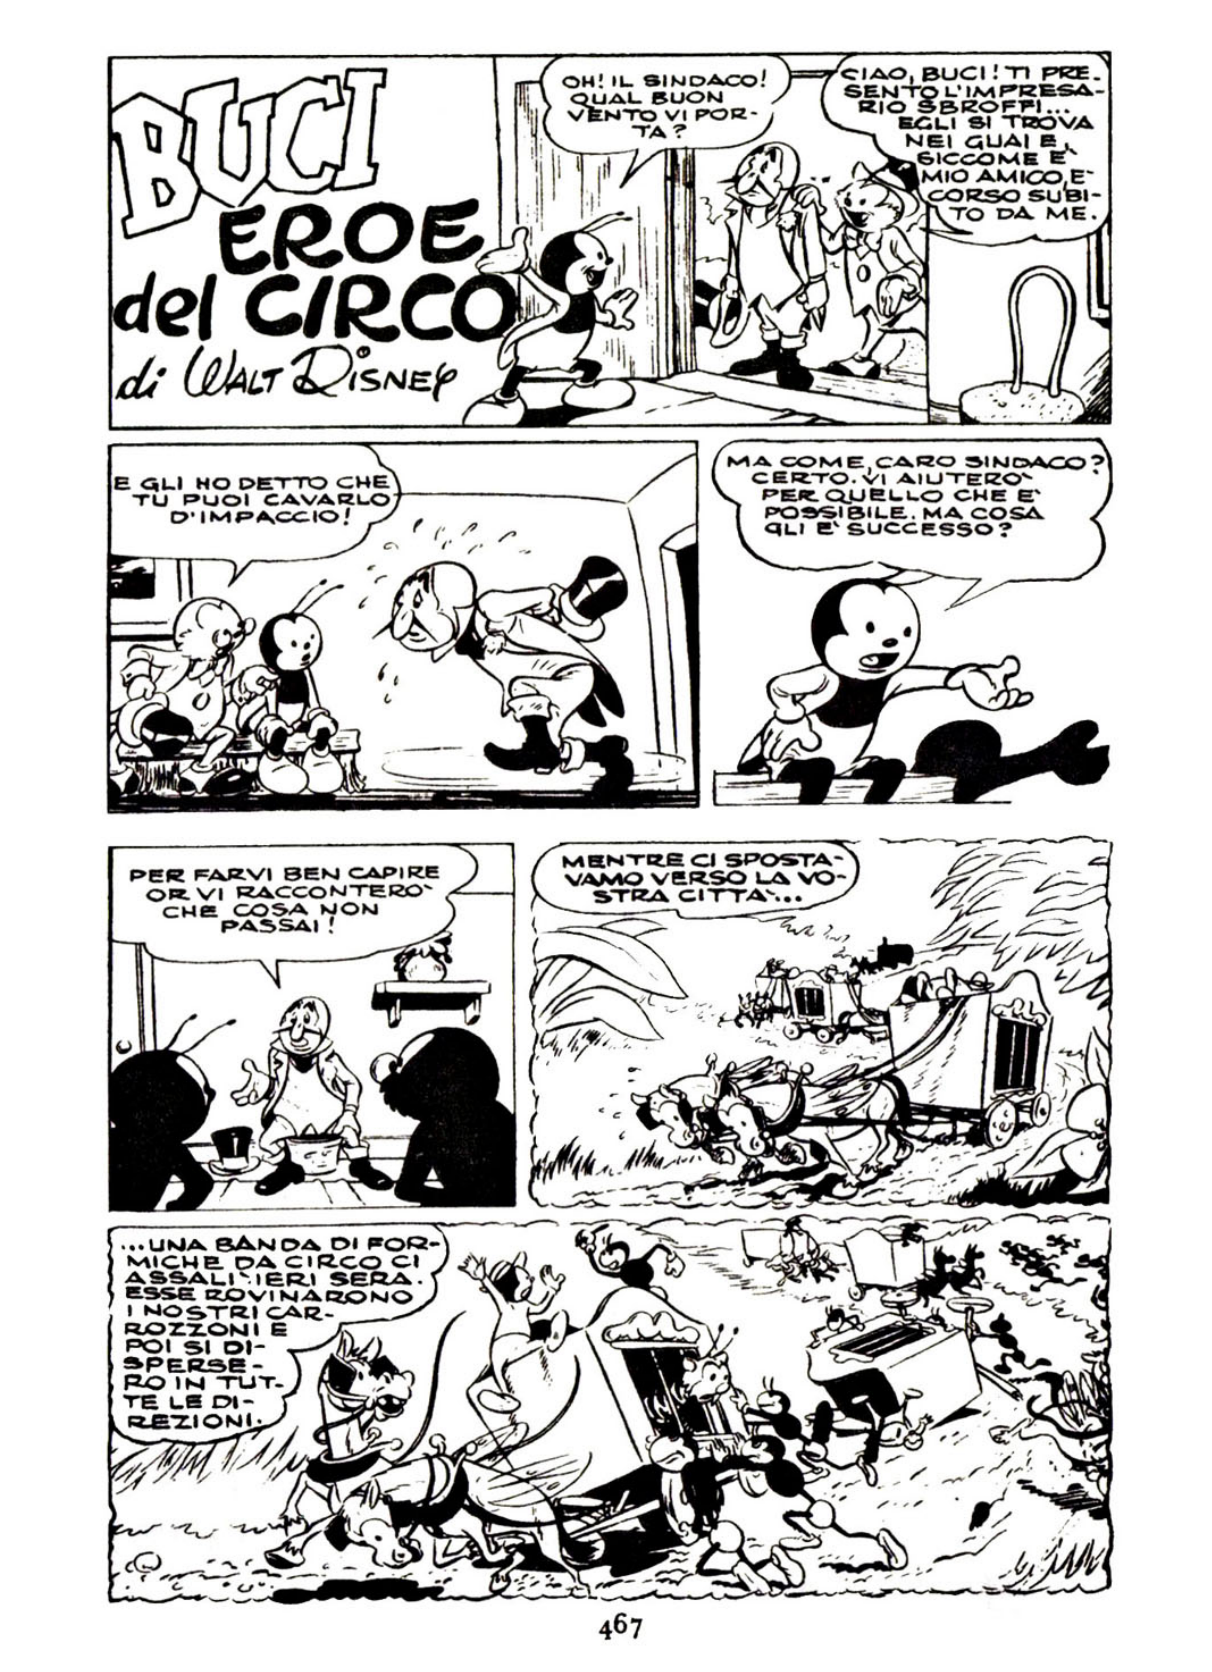 BUCI
EROE
del CIRCO
di WALT DISNEY
OH! IL SINDACO!
QUAL BUON
VENTO VI POR-
TA?
CIAO, BUCI! TI PRE-
SENTO L'IMPRESA-
RIO SBROFFI...
EGLI SI TROVA
NEI GUAI E,
SICCOME E'
MIO AMICO, E'
CORSO SUBI-
TO DA ME.
E GLI HO DETTO CHE
TU PUOI CAVARLO
D'IMPACCIO!
MA COME, CARO SINDACO?
CERTO. VI AIUTERO'
PER QUELLO CHE E'
POSSIBILE. MA COSA
GLI E' SUCCESSO?
PER FARVI BEN CAPIRE
OR VI RACCONTERO'
CHE COSA NON
PASSAI!
MENTRE CI SPOSTA-
VAMO VERSO LA VO-
STRA CITTA'...
...UNA BANDA DI FOR-
MICHE DA CIRCO CI
ASSALI' IERI SERA.
ESSE ROVINARONO
I NOSTRI CAR-
ROZZONI E
POI SI DI-
SPERSE-
RO IN TUT-
TE LE DI-
REZIONI.
467